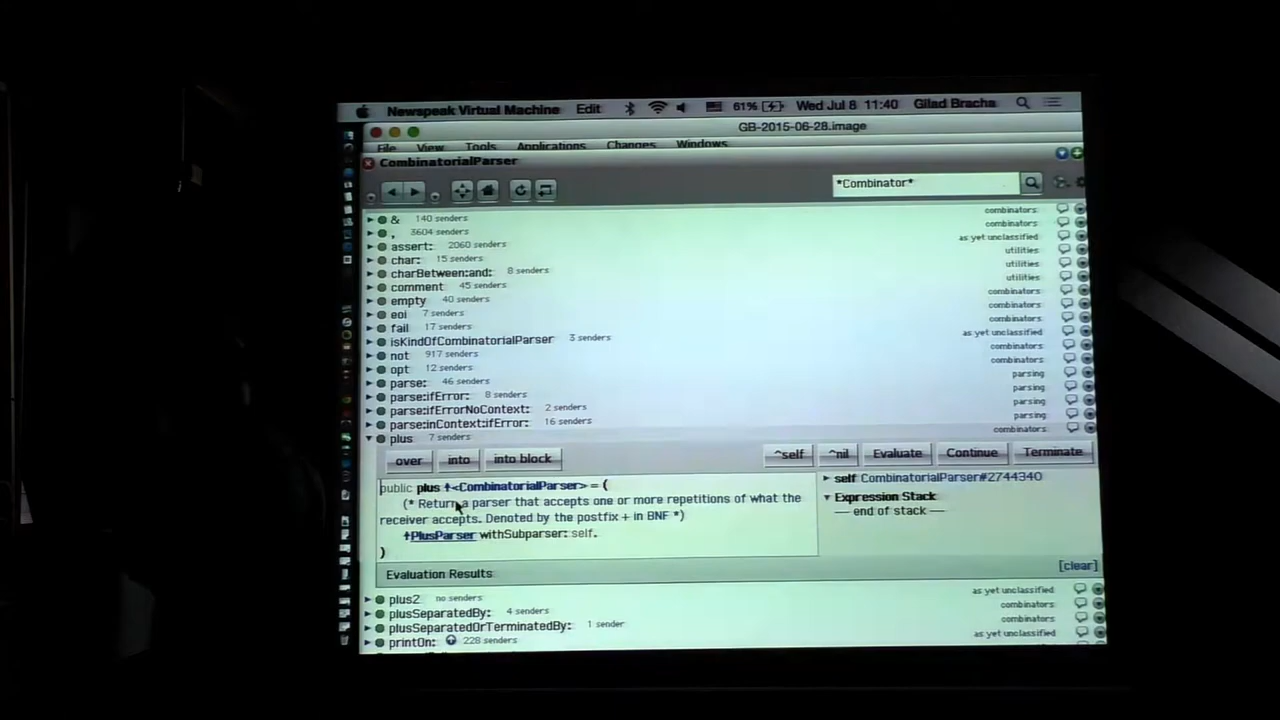 Newspeak Virtual Machine Edit 61% Wed Jul 8 11:40 Gilad Bracha
GB-2015-06-28.image
File View Tools Applications Changes Windows
CombinatorialParser
*Combinator*
& 140 senders combinators
, 3604 senders combinators
assert: 2060 senders as yet unclassified
char: 15 senders utilities
charBetween:and: 8 senders utilities
comment 45 senders utilities
empty 40 senders combinators
eoi 7 senders combinators
fail 17 senders combinators
isKindOfCombinatorialParser 3 senders as yet unclassified
not 917 senders combinators
opt 12 senders combinators
parse: 46 senders parsing
parse:ifError: 8 senders parsing
parse:ifErrorNoContext: 2 senders parsing
parse:inContext:ifError: 16 senders parsing
plus 7 senders combinators
over into into block ^self ^nil Evaluate Continue Terminate
public plus ↑<CombinatorialParser> = (
(* Return a parser that accepts one or more repetitions of what the
receiver accepts. Denoted by the postfix + in BNF *)
↑PlusParser withSubparser: self.
)
self CombinatorialParser#2744340
Expression Stack
— end of stack —
Evaluation Results [clear]
plus2 no senders as yet unclassified
plusSeparatedBy: 4 senders combinators
plusSeparatedOrTerminatedBy: 1 sender combinators
printOn: 228 senders as yet unclassified